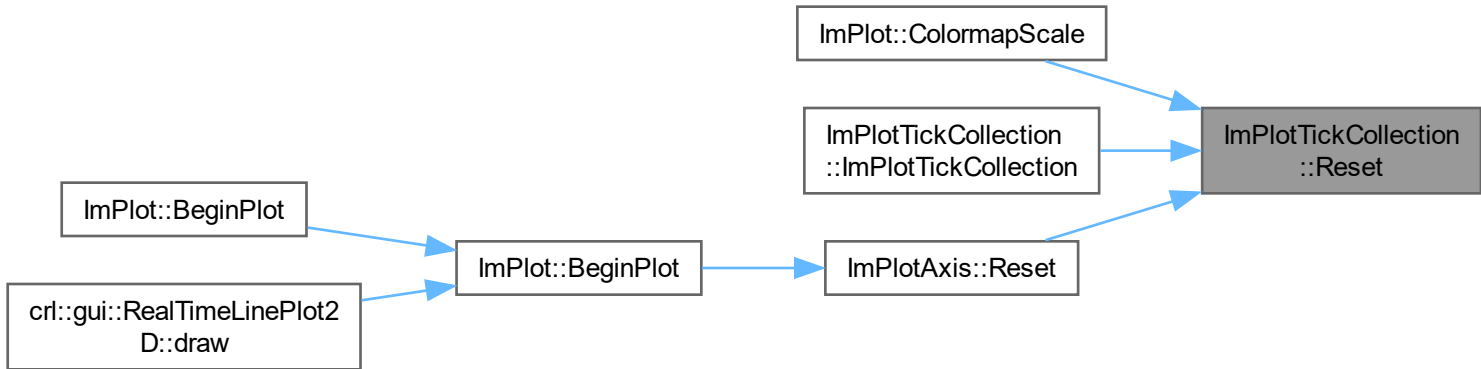 ImPlot::ColormapScale
ImPlotTickCollection
::ImPlotTickCollection
ImPlotTickCollection
::Reset
ImPlot::BeginPlot
ImPlot::BeginPlot
ImPlotAxis::Reset
crl::gui::RealTimeLinePlot2
D::draw